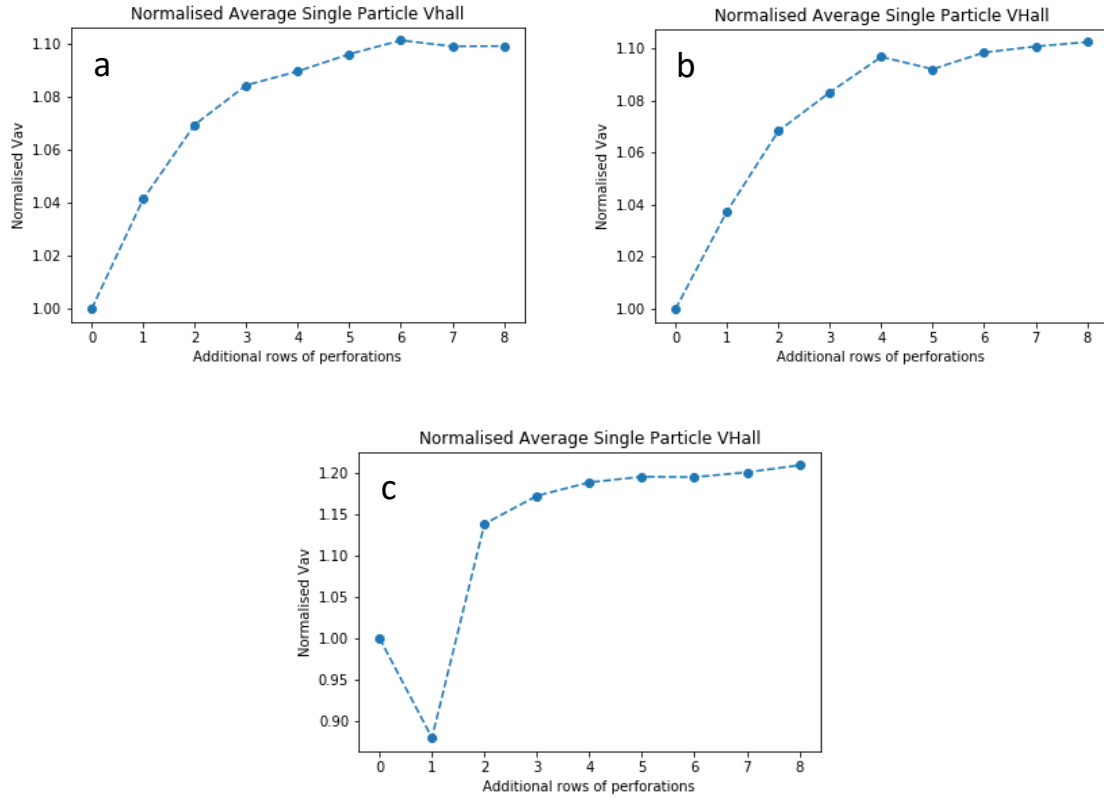 Normalised Average Single Particle Vhall
a
1.10
1.08
1.06
1.04
1.02
1.00
Normalised Vav
0 1 2 3 4 5 6 7 8
Additional rows of perforations
Normalised Average Single Particle VHall
b
1.10
1.08
1.06
1.04
1.02
1.00
Normalised Vav
0 1 2 3 4 5 6 7 8
Additional rows of perforations
Normalised Average Single Particle VHall
c
1.20
1.15
1.10
1.05
1.00
0.95
0.90
Normalised Vav
0 1 2 3 4 5 6 7 8
Additional rows of perforations